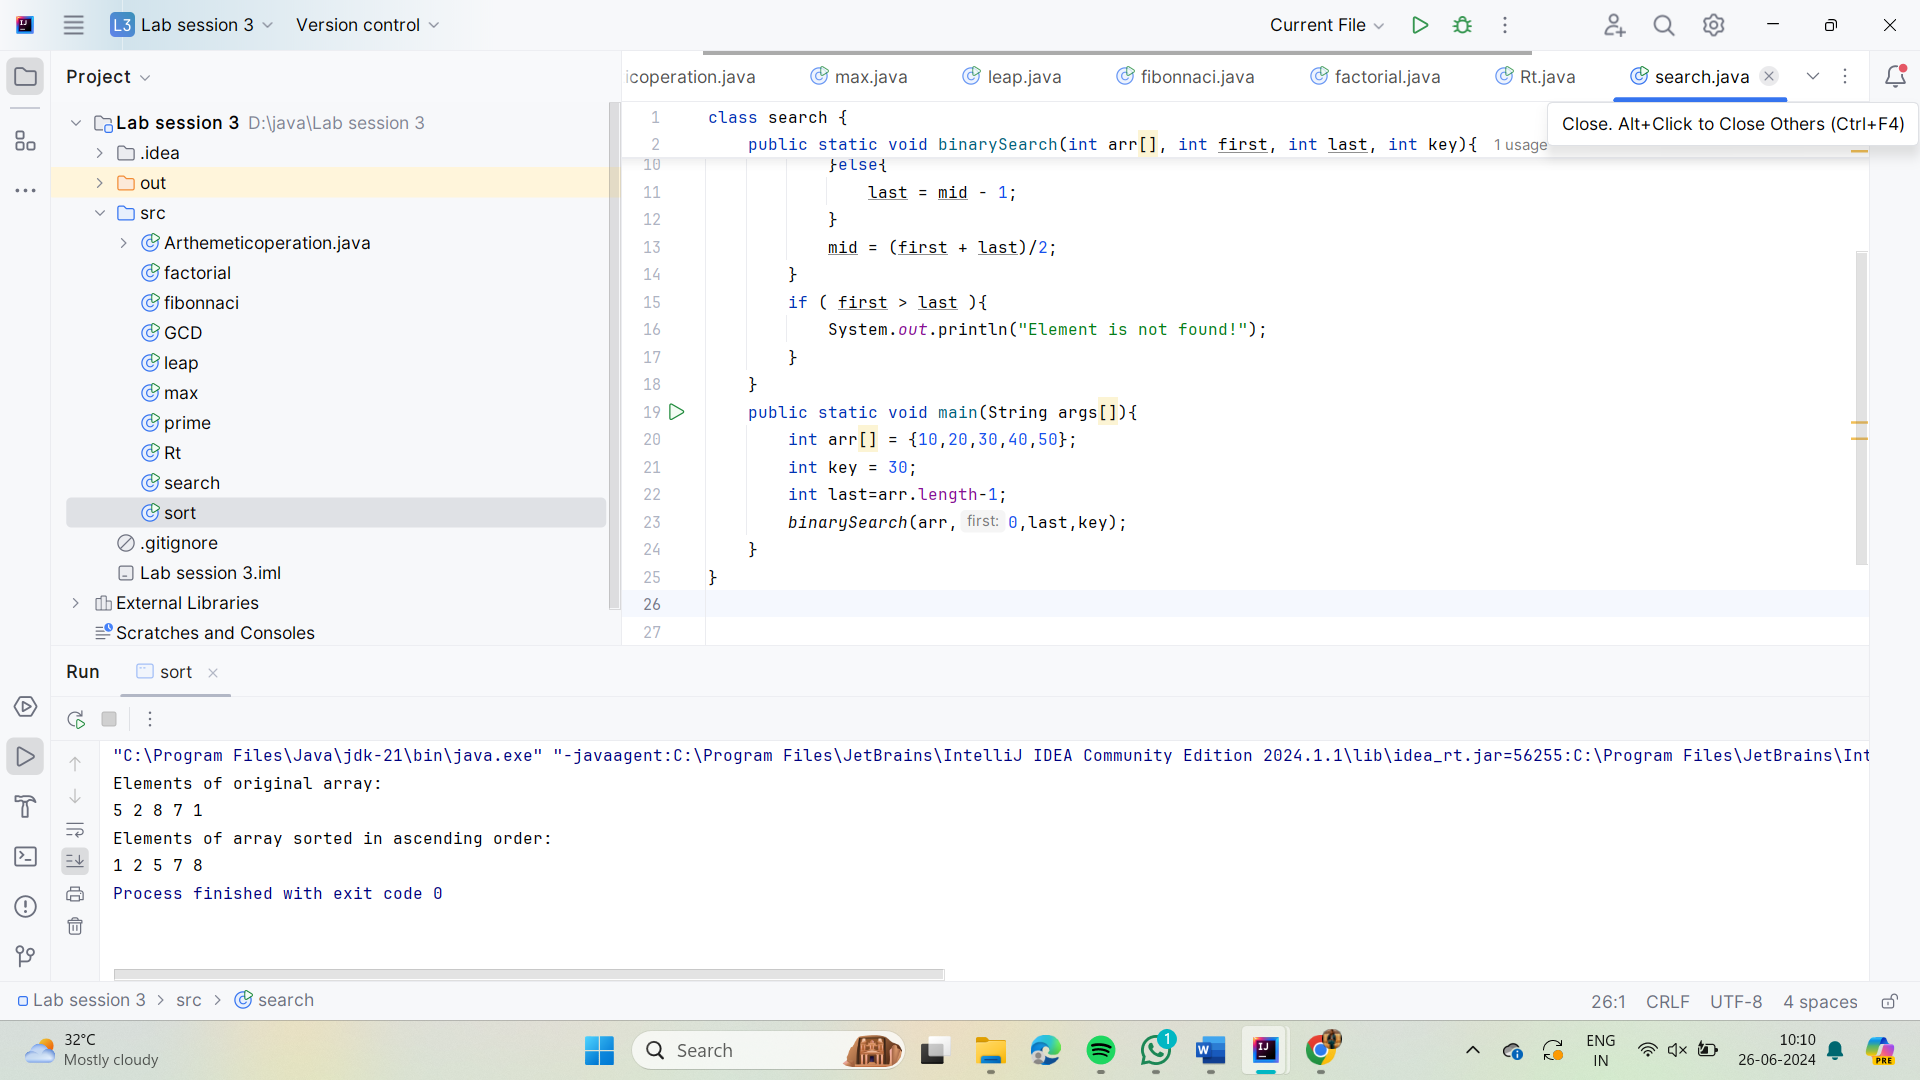 L3 Lab session 3 Version control Current File
Project
coperation.java max.java leap.java fibonnaci.java factorial.java Rt.java search.java
Close. Alt+Click to Close Others (Ctrl+F4)
Lab session 3 D:\java\Lab session 3
.idea
out
src
Arthemeticoperation.java
factorial
fibonnaci
GCD
leap
max
prime
Rt
search
sort
.gitignore
Lab session 3.iml
External Libraries
Scratches and Consoles
1 class search {
2 public static void binarySearch(int arr[], int first, int last, int key){ 1 usage
10 }else{
11 last = mid - 1;
12 }
13 mid = (first + last)/2;
14 }
15 if ( first > last ){
16 System.out.println("Element is not found!");
17 }
18 }
19 public static void main(String args[]){
20 int arr[] = {10,20,30,40,50};
21 int key = 30;
22 int last=arr.length-1;
23 binarySearch(arr, first: 0,last,key);
24 }
25 }
26
27
Run sort
"C:\Program Files\Java\jdk-21\bin\java.exe" "-javaagent:C:\Program Files\JetBrains\IntelliJ IDEA Community Edition 2024.1.1\lib\idea_rt.jar=56255:C:\Program Files\JetBrains\Int
Elements of original array:
5 2 8 7 1
Elements of array sorted in ascending order:
1 2 5 7 8
Process finished with exit code 0
Lab session 3 > src > search
26:1 CRLF UTF-8 4 spaces
32°C
Mostly cloudy
Search
1
ENG
IN
10:10
26-06-2024
PRE